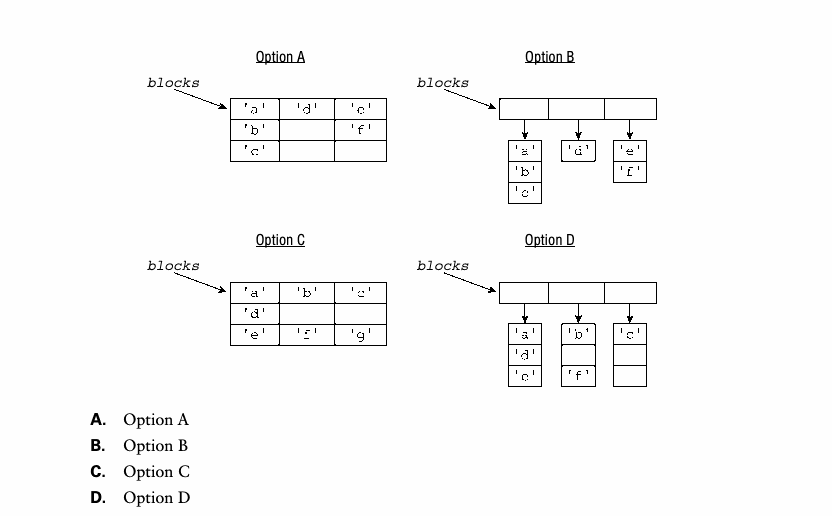 Option A
Option B
blocks
blocks
'a' 'd' 'e'
'b' 'f'
'c'
'a' 'd' 'e'
'b' 'f'
'c'
Option C
Option D
blocks
blocks
'a' 'b' 'c'
'd'
'e' 'f' 'g'
'a' 'b' 'c'
'd'
'e' 'f'
A. Option A
B. Option B
C. Option C
D. Option D